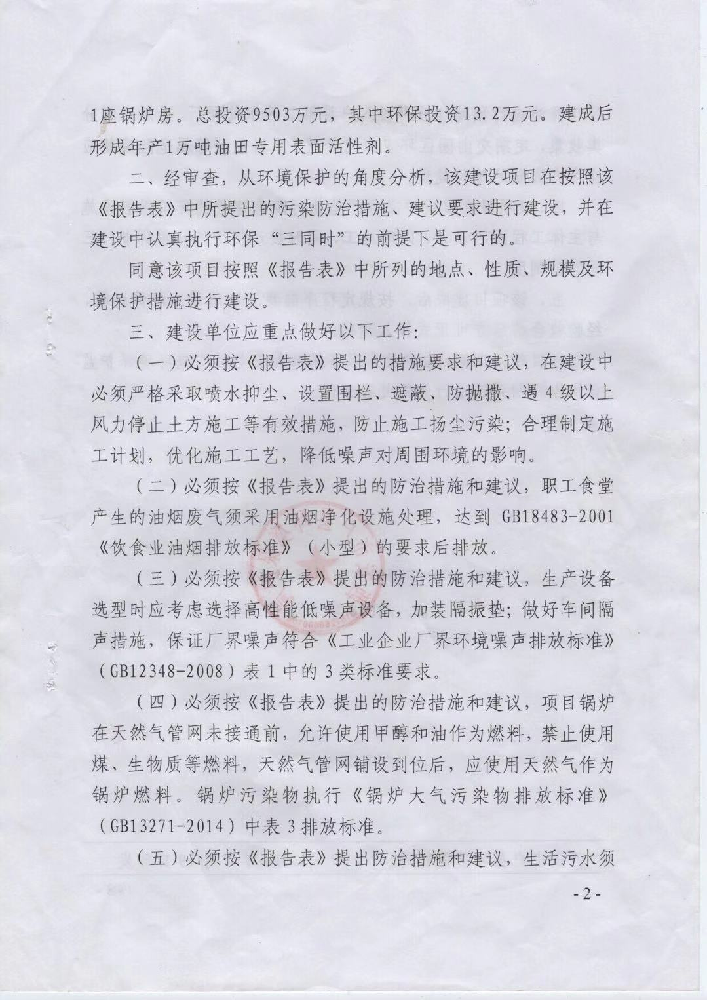 1座锅炉房。总投资9503万元，其中环保投资13.2万元。建成后
形成年产1万吨油田专用表面活性剂。
二、经审查，从环境保护的角度分析，该建设项目在按照该
《报告表》中所提出的污染防治措施、建议要求进行建设，并在
建设中认真执行环保“三同时”的前提下是可行的。
同意该项目按照《报告表》中所列的地点、性质、规模及环
境保护措施进行建设。
三、建设单位应重点做好以下工作：
（一）必须按《报告表》提出的措施要求和建议，在建设中
必须严格采取喷水抑尘、设置围栏、遮蔽、防抛撒、遇4级以上
风力停止土方施工等有效措施，防止施工扬尘污染；合理制定施
工计划，优化施工工艺，降低噪声对周围环境的影响。
（二）必须按《报告表》提出的防治措施和建议，职工食堂
产生的油烟废气须采用油烟净化设施处理，达到 GB18483-2001
《饮食业油烟排放标准》（小型）的要求后排放。
（三）必须按《报告表》提出的防治措施和建议，生产设备
选型时应考虑选择高性能低噪声设备，加装隔振垫；做好车间隔
声措施，保证厂界噪声符合《工业企业厂界环境噪声排放标准》
（GB12348-2008）表1中的3类标准要求。
（四）必须按《报告表》提出的防治措施和建议，项目锅炉
在天然气管网未接通前，允许使用甲醇和油作为燃料，禁止使用
煤、生物质等燃料，天然气管网铺设到位后，应使用天然气作为
锅炉燃料。锅炉污染物执行《锅炉大气污染物排放标准》
（GB13271-2014）中表3排放标准。
（五）必须按《报告表》提出防治措施和建议，生活污水须
- 2 -